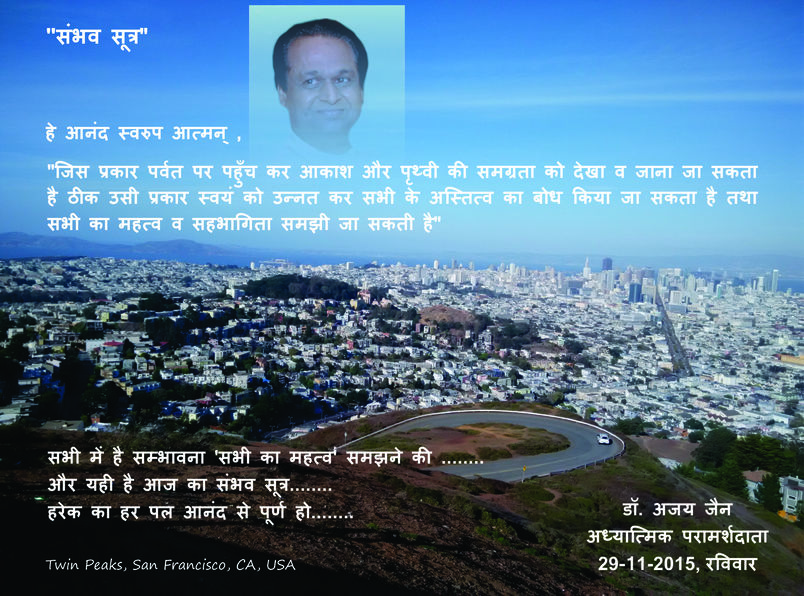 "संभव सूत्र"
हे आनंद स्वरुप आत्मन् ,
"जिस प्रकार पर्वत पर पहुँच कर आकाश और पृथ्वी की समग्रता को देखा व जाना जा सकता
है ठीक उसी प्रकार स्वयं को उन्नत कर सभी के अस्तित्व का बोध किया जा सकता है तथा
सभी का महत्व व सहभागिता समझी जा सकती है"
सभी में है सम्भावना 'सभी का महत्व' समझने की ........
और यही है आज का संभव सूत्र........
हरेक का हर पल आनंद से पूर्ण हो........
डॉ. अजय जैन
अध्यात्मिक परामर्शदाता
29-11-2015, रविवार
Twin Peaks, San Francisco, CA, USA